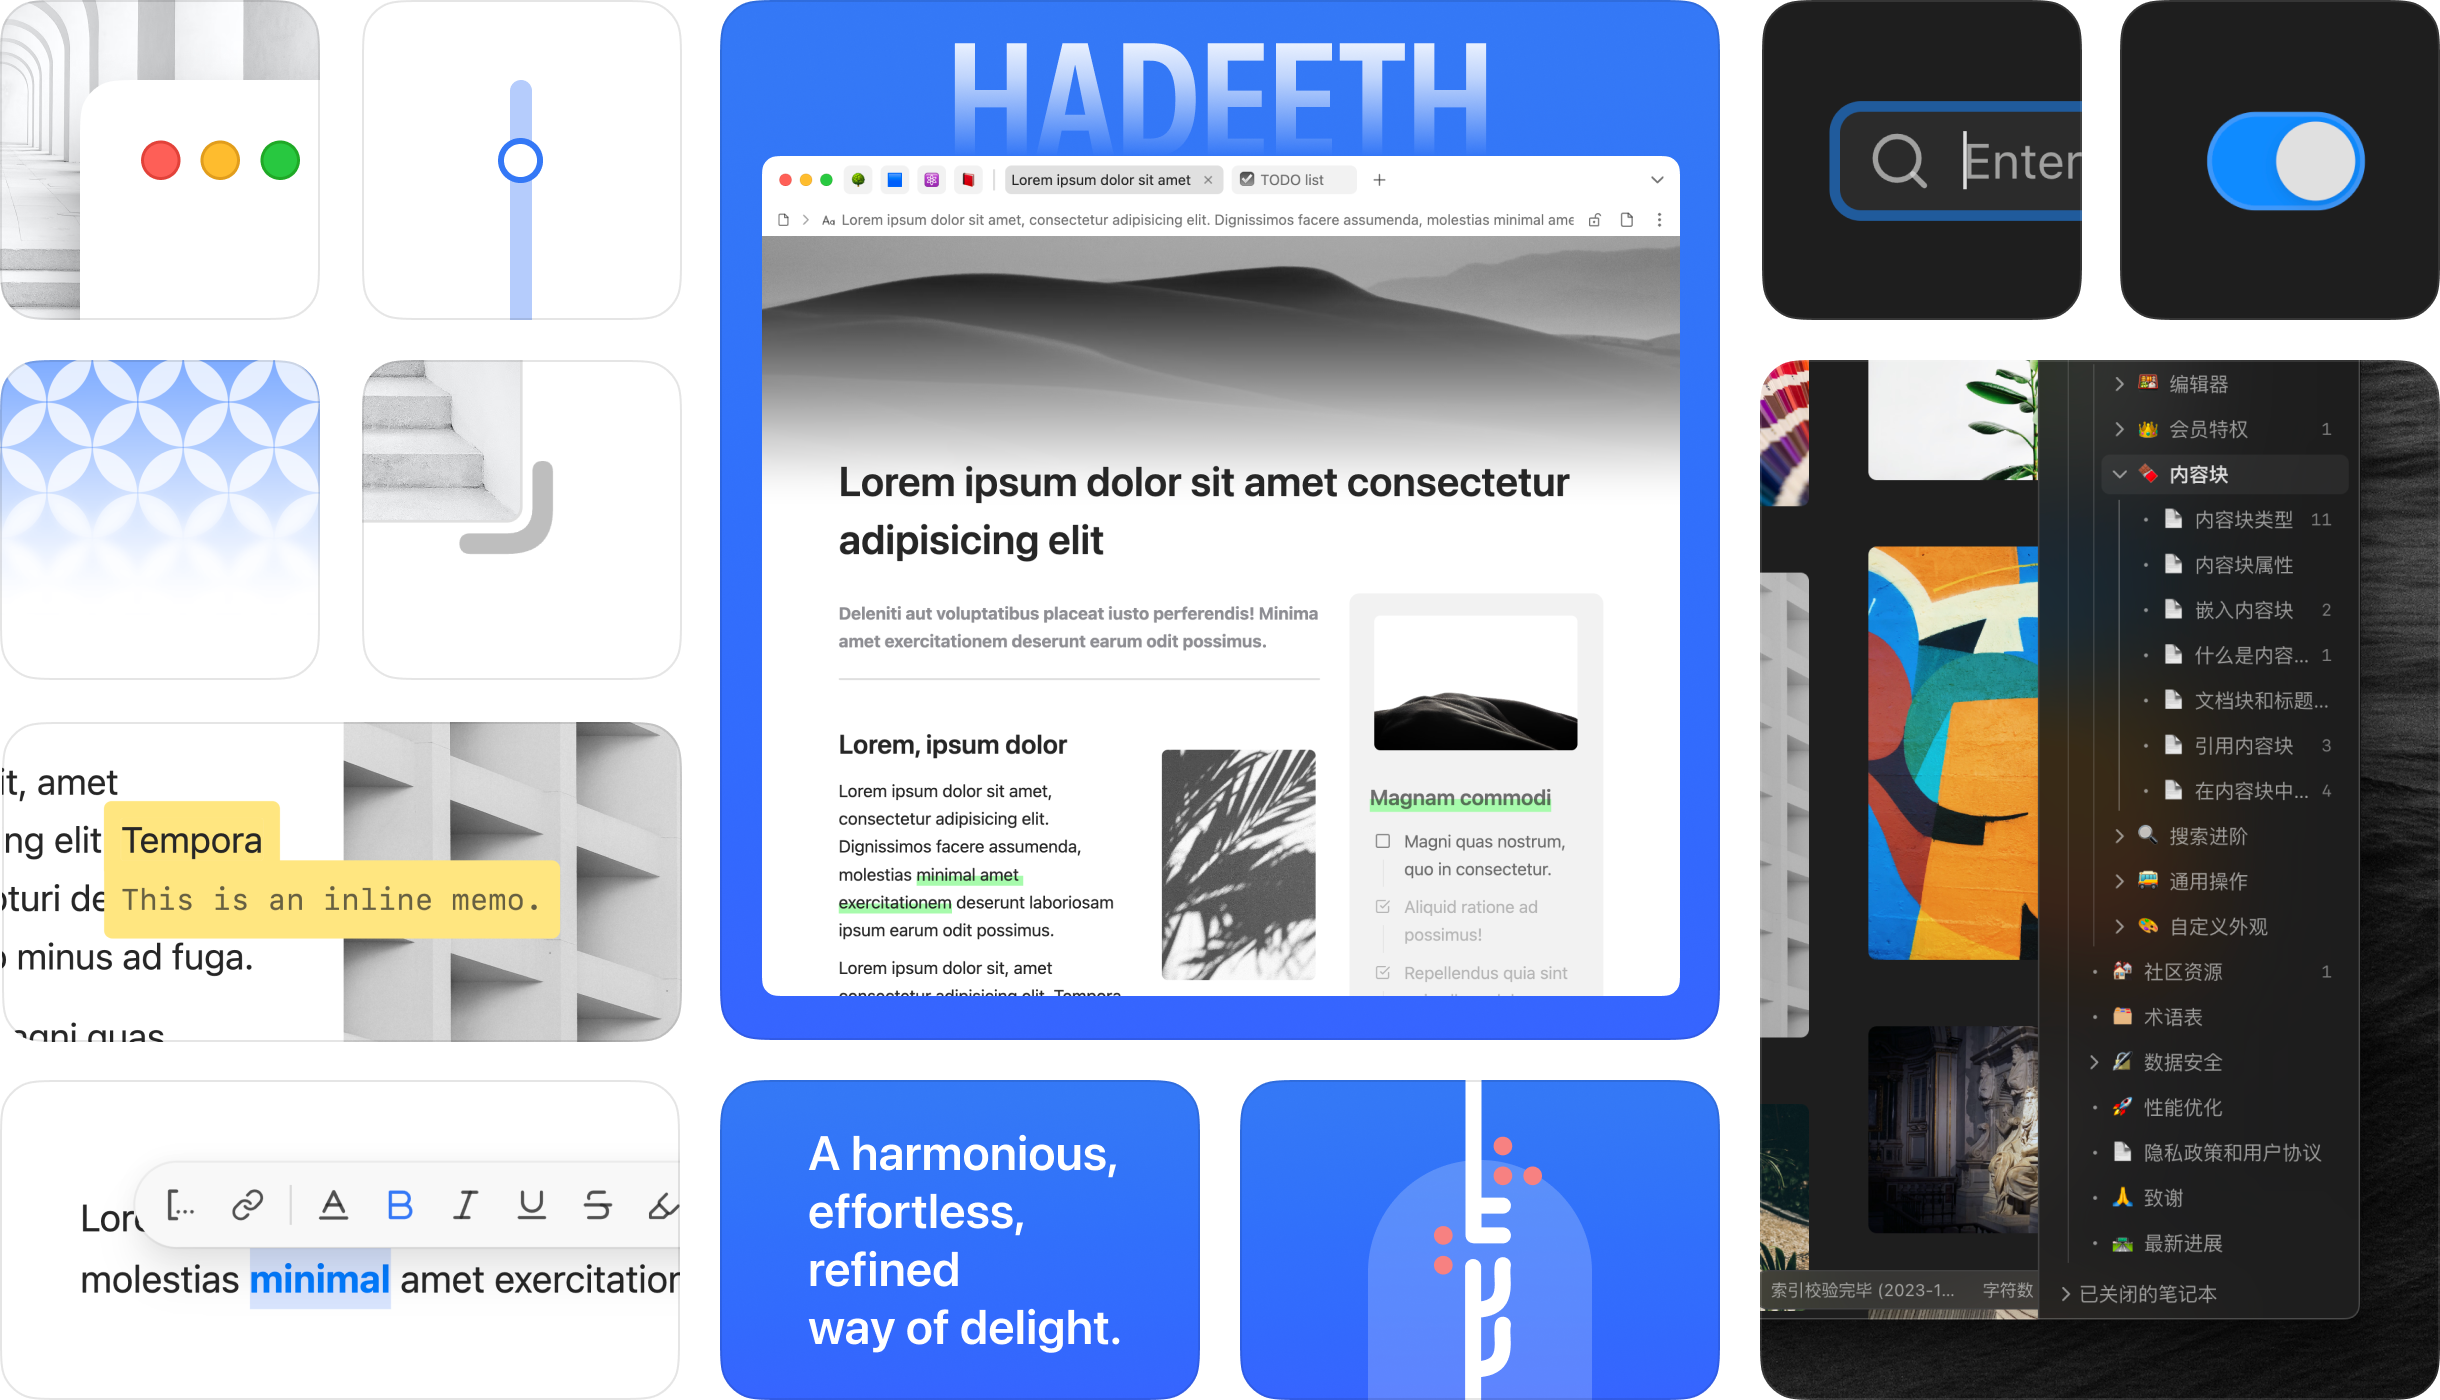 HADEETH
Lorem ipsum dolor sit amet
TODO list
Lorem ipsum dolor sit amet, consectetur adipisicing elit. Dignissimos facere assumenda, molestias minimal ame
Lorem ipsum dolor sit amet consectetur
adipisicing elit
Deleniti aut voluptatibus placeat iusto perferendis! Minima
amet exercitationem deserunt earum odit possimus.
Lorem, ipsum dolor
Lorem ipsum dolor sit amet,
consectetur adipisicing elit.
Dignissimos facere assumenda,
molestias minimal amet
exercitationem deserunt laboriosam
ipsum earum odit possimus.
Lorem ipsum dolor sit, amet
consectetur adipisicing elit. Tempora
Magnam commodi
Magni quas nostrum,
quo in consectetur.
Aliquid ratione ad
possimus!
Repellendus quia sint
it, amet
ng elit Tempora
This is an inline memo.
pturi de
o minus ad fuga.
agni quas
Lore
[... A B I U S
molestias minimal amet exercitation
A harmonious,
effortless,
refined
way of delight.
Enter
编辑器
会员特权 1
内容块
内容块类型 11
内容块属性
嵌入内容块 2
什么是内容... 1
文档块和标题...
引用内容块 3
在内容块中... 4
搜索进阶
通用操作
自定义外观
社区资源 1
术语表
数据安全
性能优化
隐私政策和用户协议
致谢
最新进展
已关闭的笔记本
索引校验完毕 (2023-1...
字符数